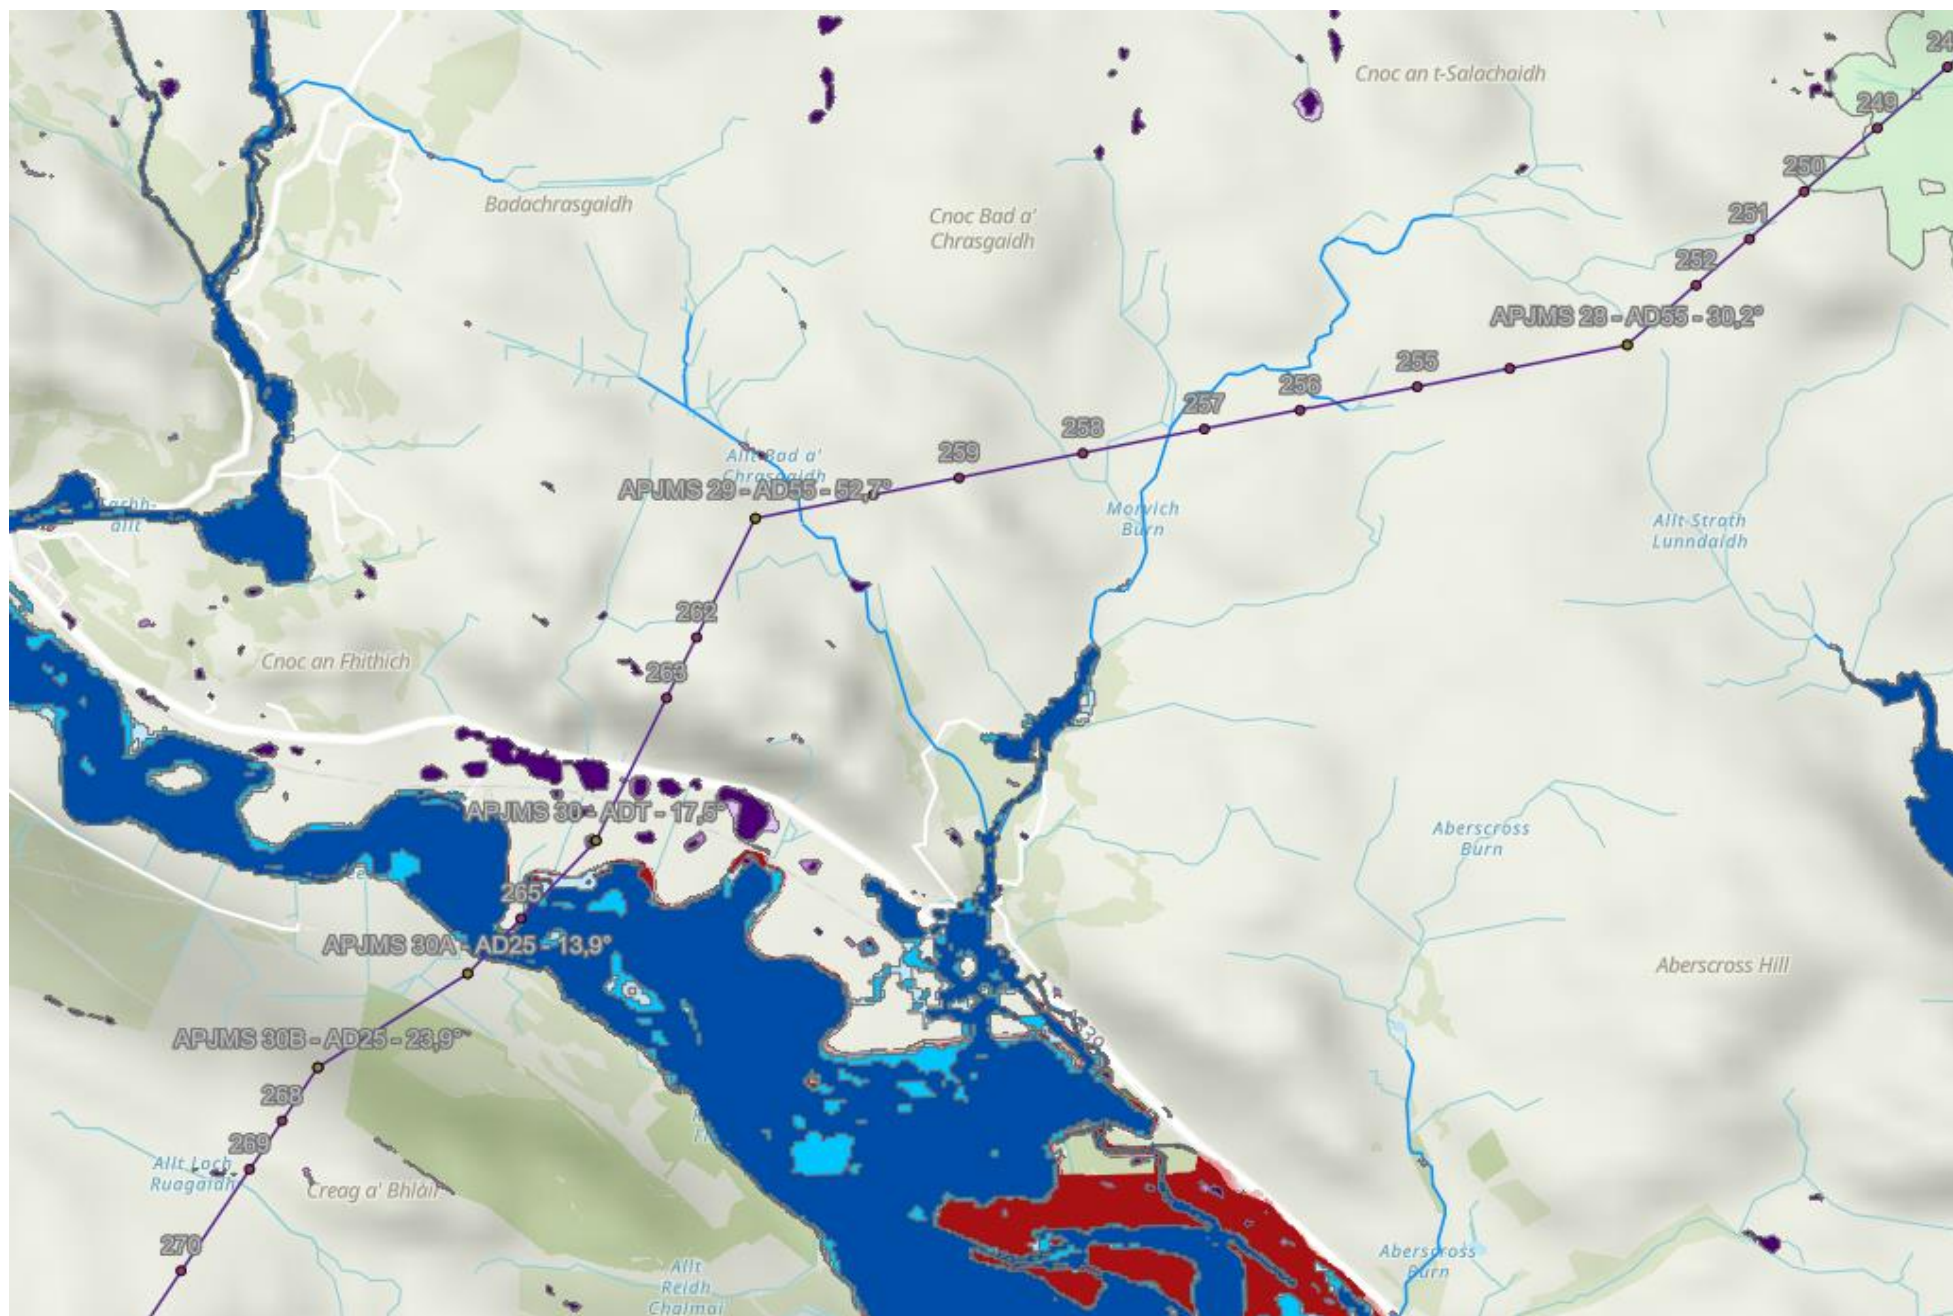 24
Cnoc an t-Salachaidh
249
250
Badachrasgaidh
Cnoc Bad a'
Chrasgaidh
251
252
APJMS 28 - AD55 - 30,2°
255
256
257
258
259
Allt Bad a'
Chrasgaidh
APJMS 29 - AD55 - 52,7°
allt
Morvich
Burn
Allt Strath
Lunndaidh
262
Cnoc an Fhithich
263
APJMS 30 - ADT - 17,5°
Aberscross
Burn
265
APJMS 30A - AD25 - 13,9°
Aberscross Hill
APJMS 30B - AD25 - 23,9°
268
269
Allt Loch
Ruagaidh
Creag a' Bhlàir
270
Aberscross
Burn
Allt
Reidh
Chalmai